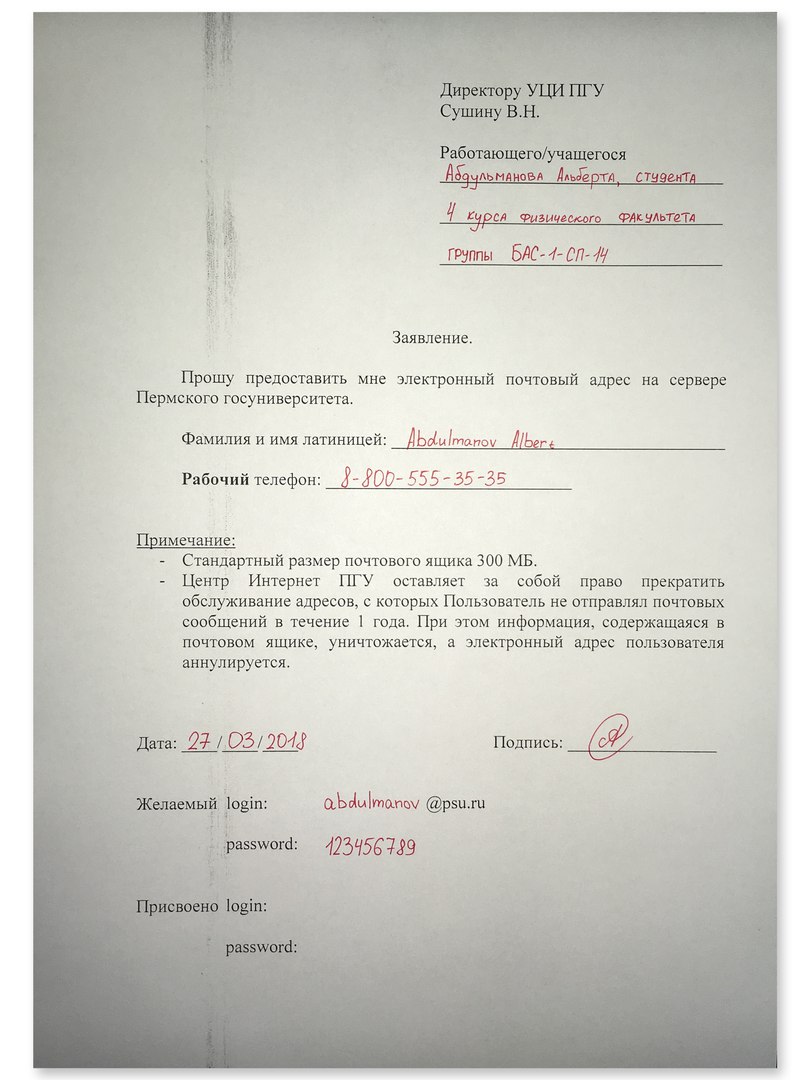 Директору УЦИ ПГУ
Сушину В.Н.
Работающего/учащегося
Абдульманова Альберта, студента
4 курса физического факультета
группы БАС-1-СП-14
Заявление.
Прошу предоставить мне электронный почтовый адрес на сервере
Пермского госуниверситета.
Фамилия и имя латиницей: Abdulmanov Albert
Рабочий телефон: 8-800-555-35-35
Примечание:
- Стандартный размер почтового ящика 300 МБ.
- Центр Интернет ПГУ оставляет за собой право прекратить
обслуживание адресов, с которых Пользователь не отправлял почтовых
сообщений в течение 1 года. При этом информация, содержащаяся в
почтовом ящике, уничтожается, а электронный адрес пользователя
аннулируется.
Дата: 27/03/2018 Подпись:
Желаемый login: abdulmanov @psu.ru
password: 123456789
Присвоено login:
password: